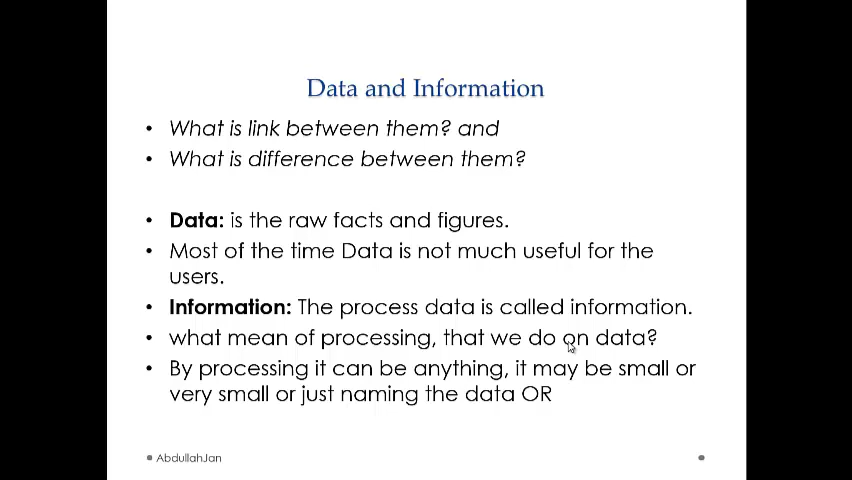 Data and Information
• What is link between them? and
• What is difference between them?
• Data: is the raw facts and figures.
• Most of the time Data is not much useful for the
users.
• Information: The process data is called information.
• what mean of processing, that we do on data?
• By processing it can be anything, it may be small or
very small or just naming the data OR
• AbdullahJan